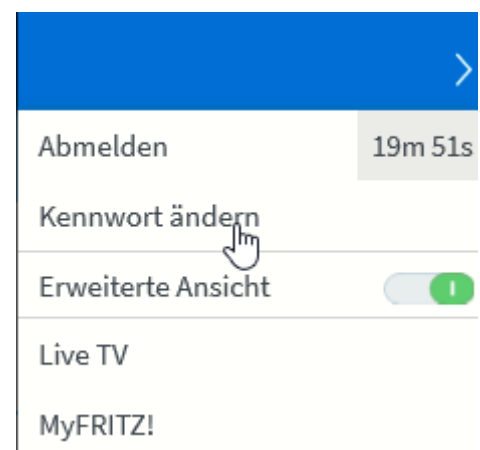 Abmelden 19m 51s
Kennwort ändern
Erweiterte Ansicht
Live TV
MyFRITZ!